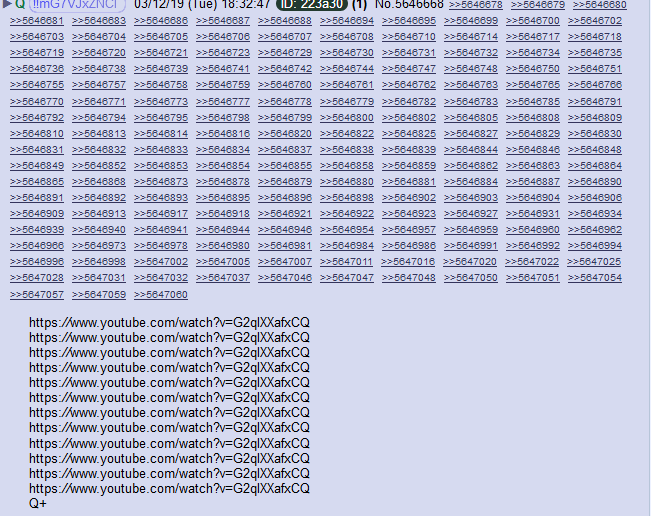 ▶ Q !!mG7VJxZNCI 03/12/19 (Tue) 18:32:47 ID: 223a30 (1) No.5646668 >>5646678 >>5646679 >>5646680
>>5646681 >>5646683 >>5646686 >>5646687 >>5646688 >>5646694 >>5646695 >>5646699 >>5646700 >>5646702
>>5646703 >>5646704 >>5646705 >>5646706 >>5646707 >>5646708 >>5646710 >>5646714 >>5646717 >>5646718
>>5646719 >>5646720 >>5646721 >>5646723 >>5646729 >>5646730 >>5646731 >>5646732 >>5646734 >>5646735
>>5646736 >>5646738 >>5646739 >>5646741 >>5646742 >>5646744 >>5646747 >>5646748 >>5646750 >>5646751
>>5646755 >>5646757 >>5646758 >>5646759 >>5646760 >>5646761 >>5646762 >>5646763 >>5646765 >>5646766
>>5646770 >>5646771 >>5646773 >>5646777 >>5646778 >>5646779 >>5646782 >>5646783 >>5646785 >>5646791
>>5646792 >>5646794 >>5646795 >>5646798 >>5646799 >>5646800 >>5646802 >>5646805 >>5646808 >>5646809
>>5646810 >>5646813 >>5646814 >>5646816 >>5646820 >>5646822 >>5646825 >>5646827 >>5646829 >>5646830
>>5646831 >>5646832 >>5646833 >>5646834 >>5646837 >>5646838 >>5646839 >>5646844 >>5646846 >>5646848
>>5646849 >>5646852 >>5646853 >>5646854 >>5646855 >>5646858 >>5646859 >>5646862 >>5646863 >>5646864
>>5646865 >>5646868 >>5646873 >>5646878 >>5646879 >>5646880 >>5646881 >>5646884 >>5646887 >>5646890
>>5646891 >>5646892 >>5646893 >>5646895 >>5646896 >>5646898 >>5646902 >>5646903 >>5646904 >>5646906
>>5646909 >>5646913 >>5646917 >>5646918 >>5646921 >>5646922 >>5646923 >>5646927 >>5646931 >>5646934
>>5646939 >>5646940 >>5646941 >>5646944 >>5646946 >>5646954 >>5646957 >>5646959 >>5646960 >>5646962
>>5646966 >>5646973 >>5646978 >>5646980 >>5646981 >>5646984 >>5646986 >>5646991 >>5646992 >>5646994
>>5646996 >>5646998 >>5647002 >>5647005 >>5647007 >>5647011 >>5647016 >>5647020 >>5647022 >>5647025
>>5647028 >>5647031 >>5647032 >>5647037 >>5647046 >>5647047 >>5647048 >>5647050 >>5647051 >>5647054
>>5647057 >>5647059 >>5647060
https://www.youtube.com/watch?v=G2qIXXafxCQ
https://www.youtube.com/watch?v=G2qIXXafxCQ
https://www.youtube.com/watch?v=G2qIXXafxCQ
https://www.youtube.com/watch?v=G2qIXXafxCQ
https://www.youtube.com/watch?v=G2qIXXafxCQ
https://www.youtube.com/watch?v=G2qIXXafxCQ
https://www.youtube.com/watch?v=G2qIXXafxCQ
https://www.youtube.com/watch?v=G2qIXXafxCQ
https://www.youtube.com/watch?v=G2qIXXafxCQ
https://www.youtube.com/watch?v=G2qIXXafxCQ
https://www.youtube.com/watch?v=G2qIXXafxCQ
https://www.youtube.com/watch?v=G2qIXXafxCQ
Q+